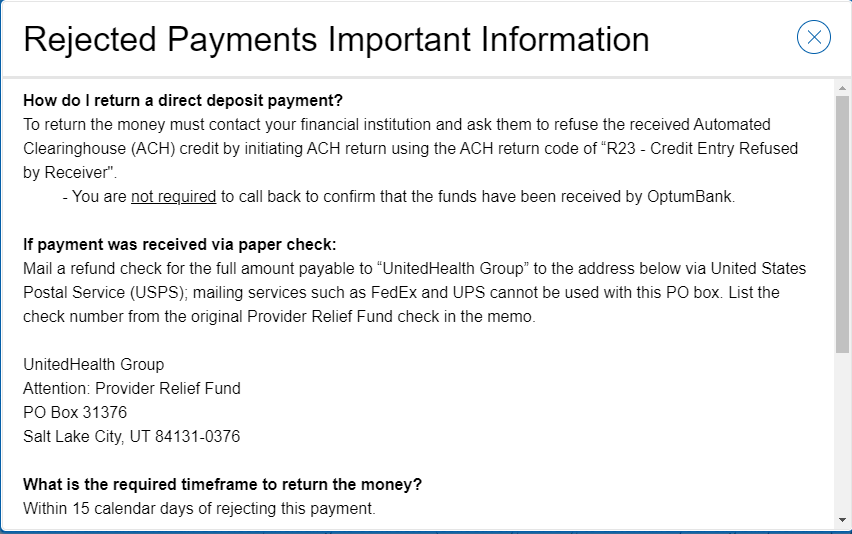 Rejected Payments Important Information
How do I return a direct deposit payment?
To return the money must contact your financial institution and ask them to refuse the received Automated
Clearinghouse (ACH) credit by initiating ACH return using the ACH return code of “R23 - Credit Entry Refused
by Receiver".
- You are not required to call back to confirm that the funds have been received by OptumBank.
If payment was received via paper check:
Mail a refund check for the full amount payable to “UnitedHealth Group” to the address below via United States
Postal Service (USPS); mailing services such as FedEx and UPS cannot be used with this PO box. List the
check number from the original Provider Relief Fund check in the memo.
UnitedHealth Group
Attention: Provider Relief Fund
PO Box 31376
Salt Lake City, UT 84131-0376
What is the required timeframe to return the money?
Within 15 calendar days of rejecting this payment.